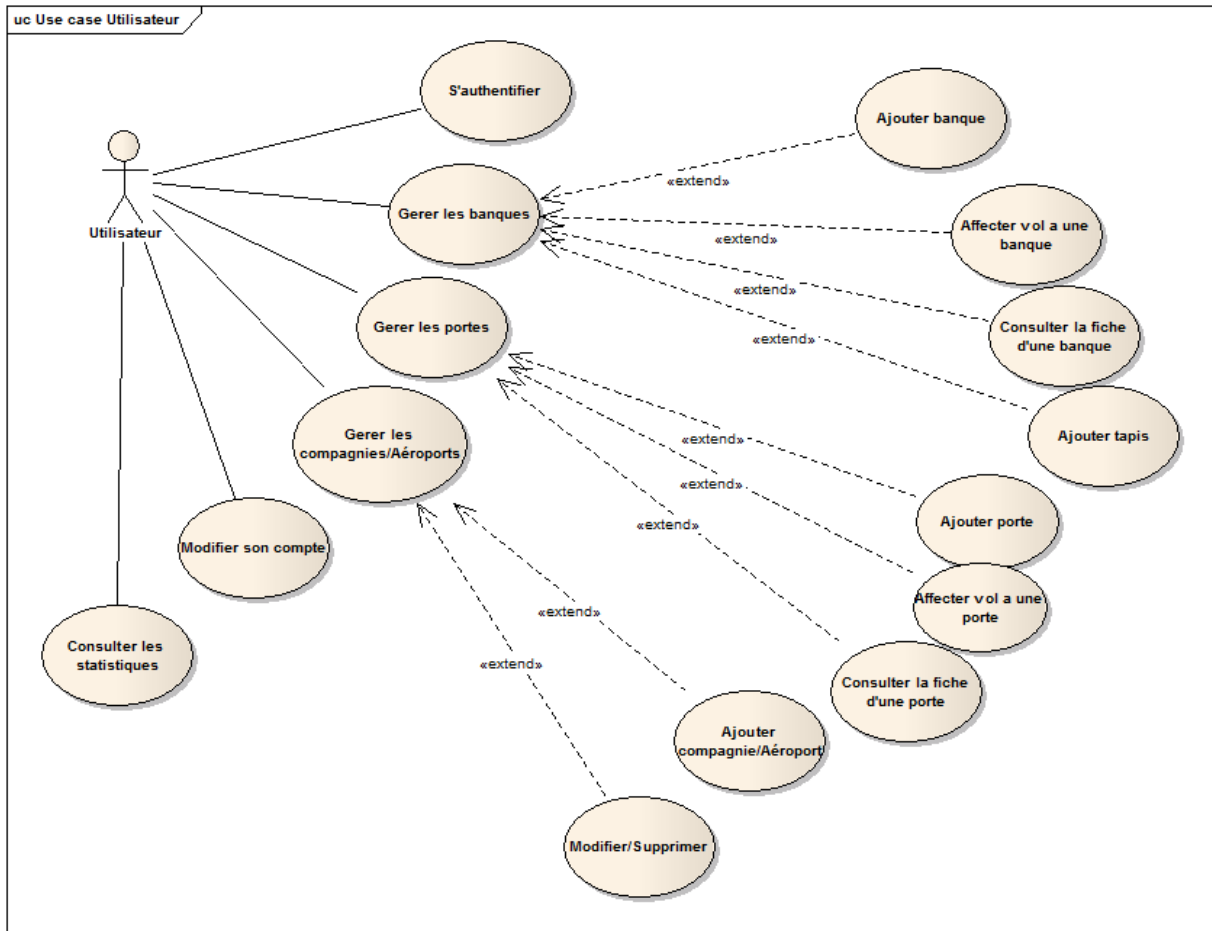 uc Use case Utilisateur
S'authentifier
Ajouter banque
«extend»
Gerer les banques
Utilisateur
Affecter vol a une
banque
«extend»
«extend»
Consulter la fiche
d'une banque
«extend»
Ajouter tapis
Gerer les portes
Gerer les
compagnies/Aéroports
«extend»
Ajouter porte
«extend»
Affecter vol a une
porte
«extend»
Consulter la fiche
d'une porte
Modifier son compte
Consulter les
statistiques
«extend»
Ajouter
compagnie/Aéroport
«extend»
Modifier/Supprimer